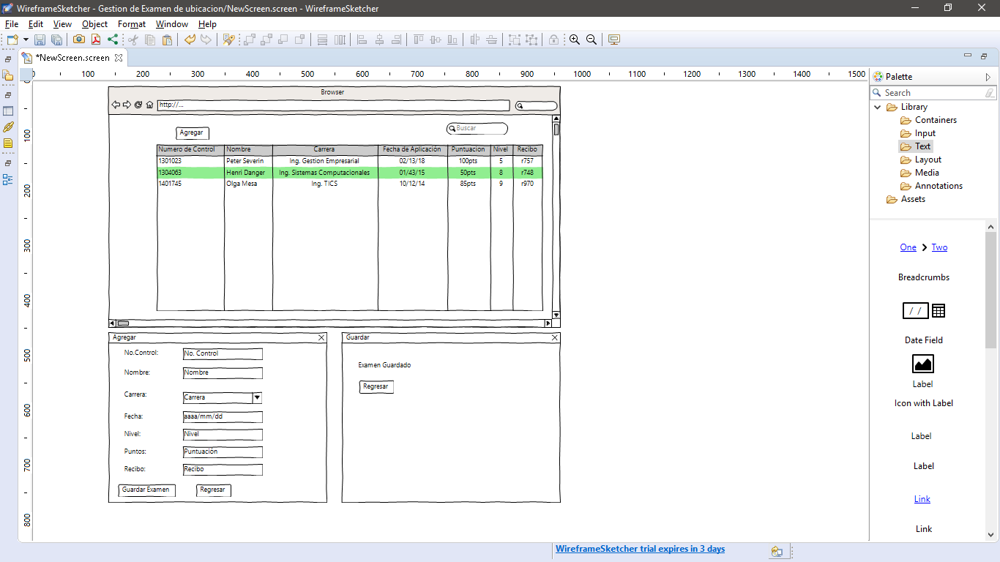 WireframeSketcher - Gestion de Examen de ubicacion/NewScreen.screen - WireframeSketcher
File Edit View Object Format Window Help
*NewScreen.screen
0 100 200 300 400 500 600 700 800 900 1000 1100 1200 1300 1400 1500
0
100
200
300
400
500
600
700
800
Browser
http://...
Agregar
Buscar
Numero de Control Nombre Carrera Fecha de Aplicación Puntuacion Nivel Recibo
1301023 Peter Severin Ing. Gestion Empresarial 02/13/18 100pts 5 r757
1304063 Henri Danger Ing. Sistemas Computacionales 01/43/15 50pts 8 r748
1401745 Olga Mesa Ing. TICS 10/12/14 85pts 9 r970
Agregar
No.Control: No. Control
Nombre: Nombre
Carrera: Carrera
Fecha: aaaa/mm/dd
Nivel: Nivel
Puntos: Puntuación
Recibo: Recibo
Guardar Examen Regresar
Guardar
Examen Guardado
Regresar
Palette
Search
Library
Containers
Input
Text
Layout
Media
Annotations
Assets
One Two
Breadcrumbs
/ /
Date Field
Label
Icon with Label
Label
Label
Link
Link
WireframeSketcher trial expires in 3 days